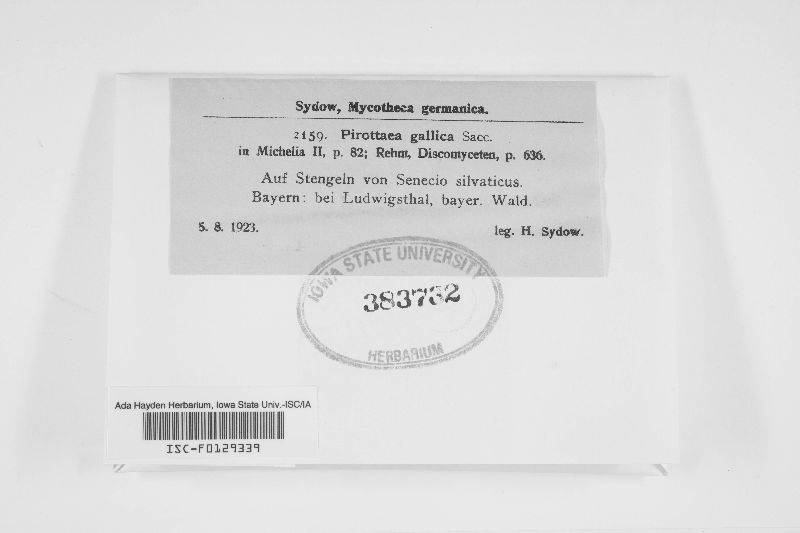 Sydow, Mycotheca germanica.
2159. Pirottaea gallica Sacc.
in Michelia II, p. 82; Rehm, Discomyceten, p. 636.
Auf Stengeln von Senecio silvaticus.
Bayern: bei Ludwigsthal, bayer. Wald.
5. 8. 1923. leg. H. Sydow.
IOWA STATE UNIVERSITY
383732
HERBARIUM
Ada Hayden Herbarium, Iowa State Univ.-ISC/IA
ISC-F0129339